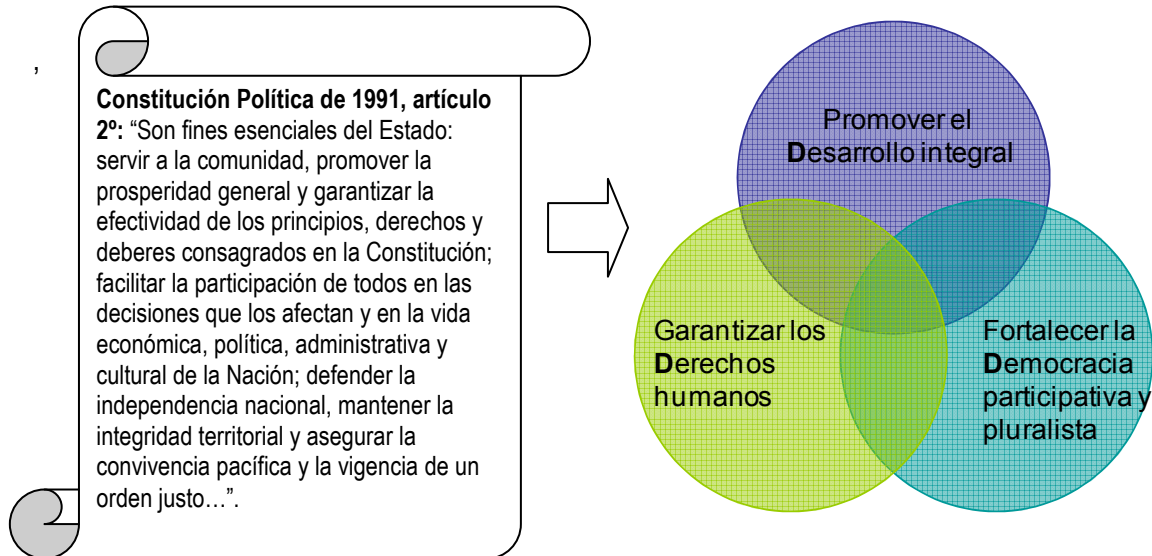 ,
Constitución Política de 1991, artículo
2º: “Son fines esenciales del Estado:
servir a la comunidad, promover la
prosperidad general y garantizar la
efectividad de los principios, derechos y
deberes consagrados en la Constitución;
facilitar la participación de todos en las
decisiones que los afectan y en la vida
económica, política, administrativa y
cultural de la Nación; defender la
independencia nacional, mantener la
integridad territorial y asegurar la
convivencia pacífica y la vigencia de un
orden justo…”.
Promover el
Desarrollo integral
Garantizar los
Derechos
humanos
Fortalecer la
Democracia
participativa y
pluralista